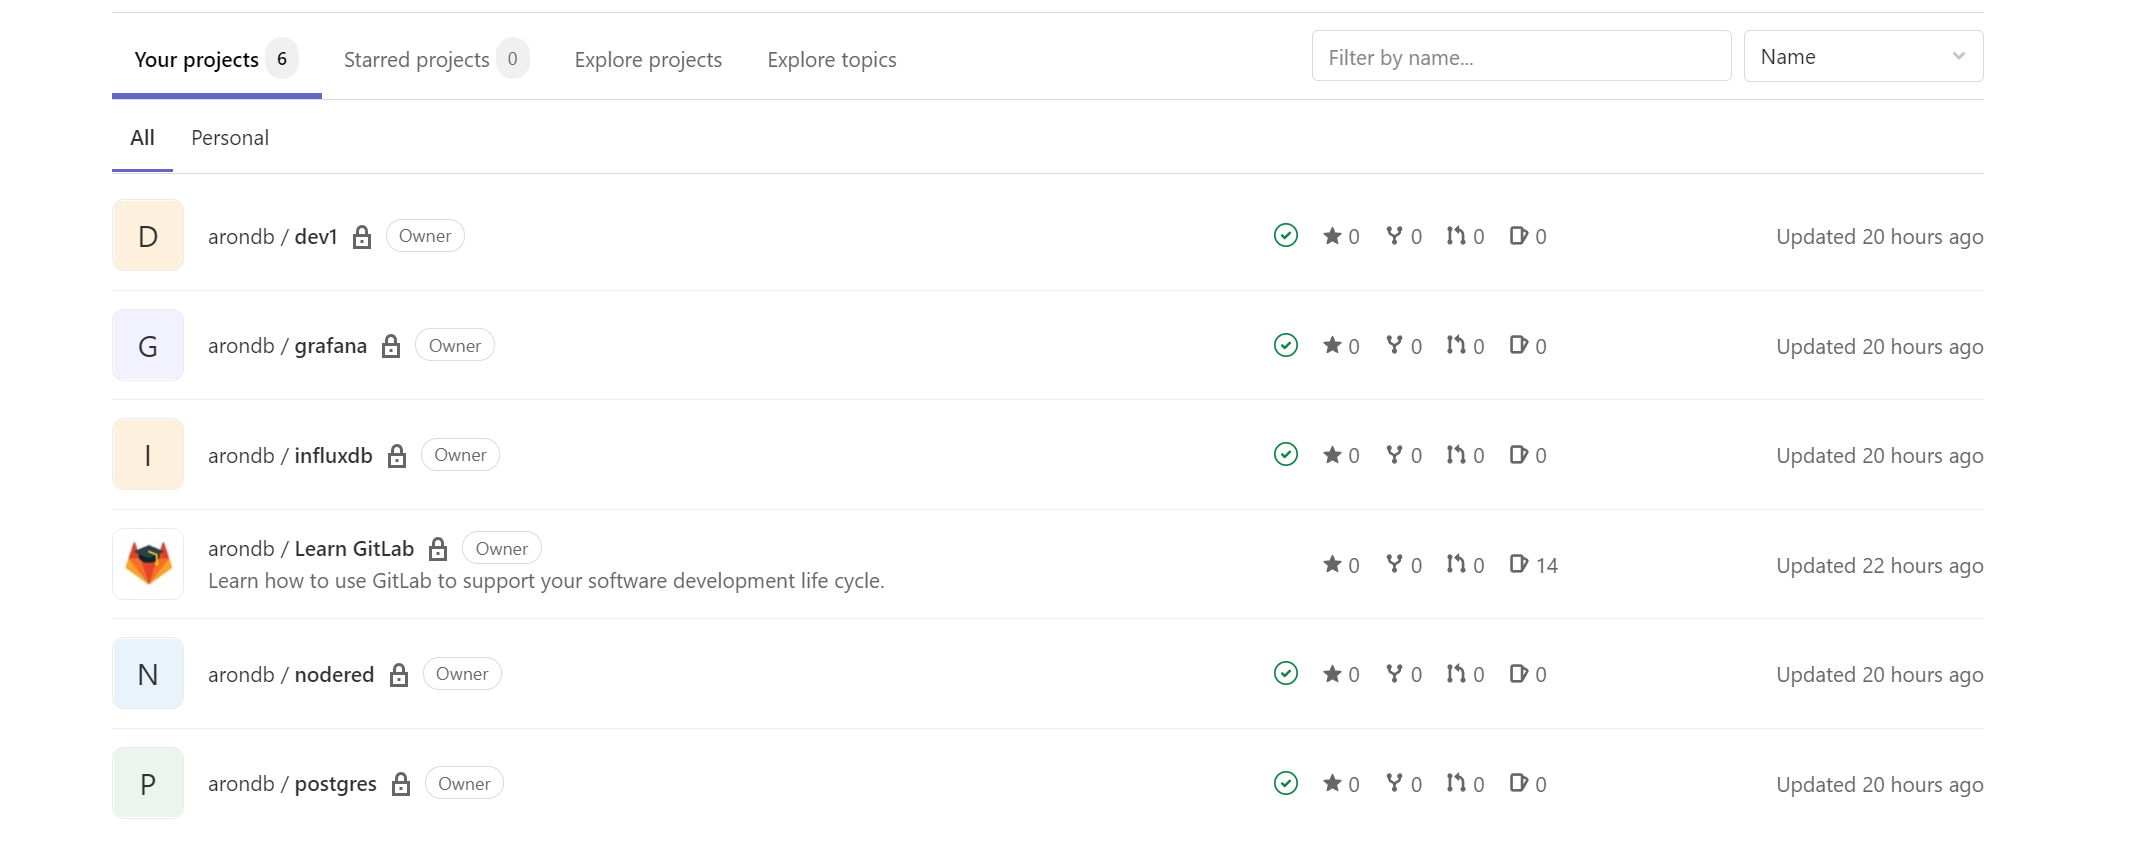 Your projects 6 Starred projects 0 Explore projects Explore topics Filter by name... Name
All Personal
D arondb / dev1 Owner 0 0 0 0 Updated 20 hours ago
G arondb / grafana Owner 0 0 0 0 Updated 20 hours ago
I arondb / influxdb Owner 0 0 0 0 Updated 20 hours ago
arondb / Learn GitLab Owner 0 0 0 14 Updated 22 hours ago
Learn how to use GitLab to support your software development life cycle.
N arondb / nodered Owner 0 0 0 0 Updated 20 hours ago
P arondb / postgres Owner 0 0 0 0 Updated 20 hours ago